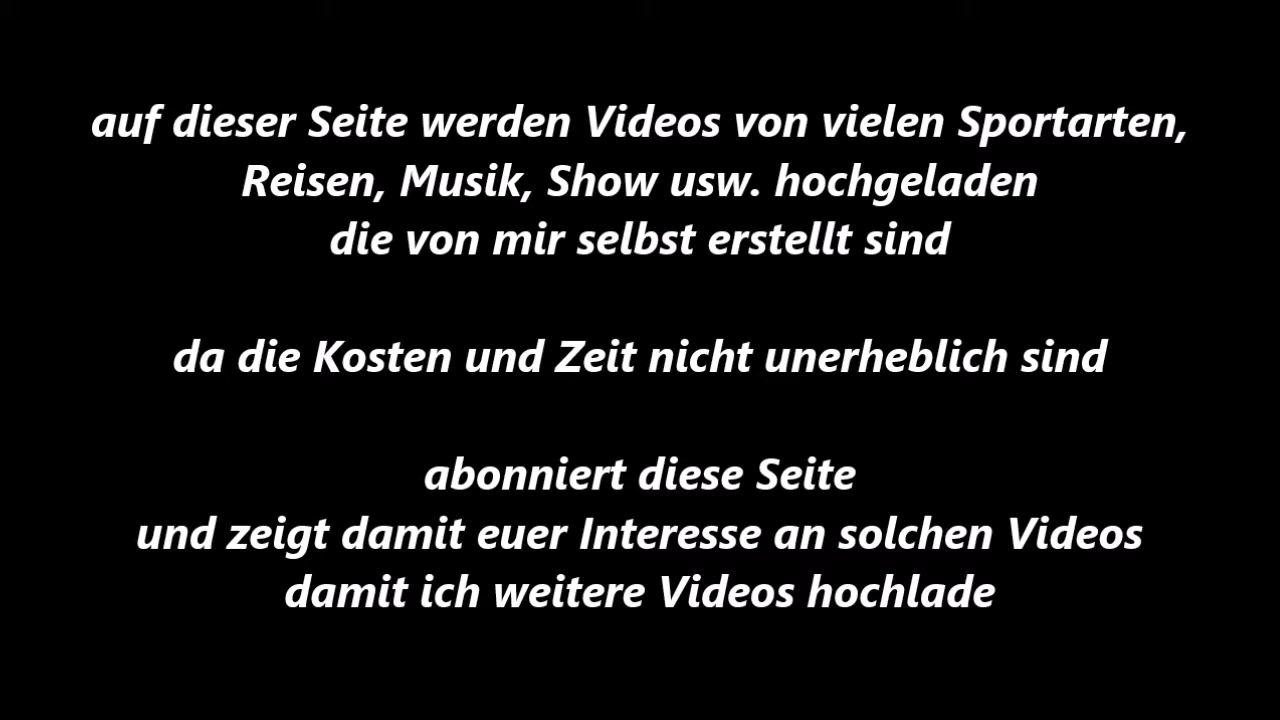 auf dieser Seite werden Videos von vielen Sportarten,
Reisen, Musik, Show usw. hochgeladen
die von mir selbst erstellt sind
da die Kosten und Zeit nicht unerheblich sind
abonniert diese Seite
und zeigt damit euer Interesse an solchen Videos
damit ich weitere Videos hochlade